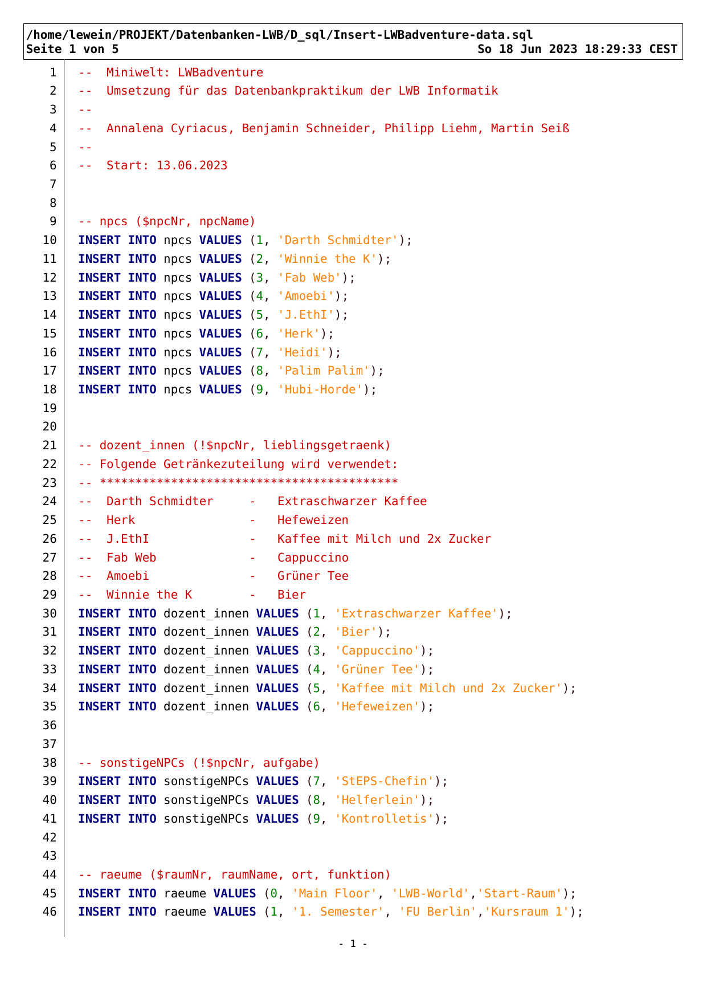 /home/lewein/PROJEKT/Datenbanken-LWB/D_sql/Insert-LWBadventure-data.sql
Seite 1 von 5 So 18 Jun 2023 18:29:33 CEST
1 --  Miniwelt: LWBadventure
2 --  Umsetzung für das Datenbankpraktikum der LWB Informatik
3 --
4 --  Annalena Cyriacus, Benjamin Schneider, Philipp Liehm, Martin Seiß
5 --
6 --  Start: 13.06.2023
7
8
9 -- npcs ($npcNr, npcName)
10 INSERT INTO npcs VALUES (1, 'Darth Schmidter');
11 INSERT INTO npcs VALUES (2, 'Winnie the K');
12 INSERT INTO npcs VALUES (3, 'Fab Web');
13 INSERT INTO npcs VALUES (4, 'Amoebi');
14 INSERT INTO npcs VALUES (5, 'J.EthI');
15 INSERT INTO npcs VALUES (6, 'Herk');
16 INSERT INTO npcs VALUES (7, 'Heidi');
17 INSERT INTO npcs VALUES (8, 'Palim Palim');
18 INSERT INTO npcs VALUES (9, 'Hubi-Horde');
19
20
21 -- dozent_innen (!$npcNr, lieblingsgetraenk)
22 -- Folgende Getränkezuteilung wird verwendet:
23 -- ******************************************
24 --  Darth Schmidter     -   Extraschwarzer Kaffee
25 --  Herk                -   Hefeweizen
26 --  J.EthI              -   Kaffee mit Milch und 2x Zucker
27 --  Fab Web             -   Cappuccino
28 --  Amoebi              -   Grüner Tee
29 --  Winnie the K        -   Bier
30 INSERT INTO dozent_innen VALUES (1, 'Extraschwarzer Kaffee');
31 INSERT INTO dozent_innen VALUES (2, 'Bier');
32 INSERT INTO dozent_innen VALUES (3, 'Cappuccino');
33 INSERT INTO dozent_innen VALUES (4, 'Grüner Tee');
34 INSERT INTO dozent_innen VALUES (5, 'Kaffee mit Milch und 2x Zucker');
35 INSERT INTO dozent_innen VALUES (6, 'Hefeweizen');
36
37
38 -- sonstigeNPCs (!$npcNr, aufgabe)
39 INSERT INTO sonstigeNPCs VALUES (7, 'StEPS-Chefin');
40 INSERT INTO sonstigeNPCs VALUES (8, 'Helferlein');
41 INSERT INTO sonstigeNPCs VALUES (9, 'Kontrolletis');
42
43
44 -- raeume ($raumNr, raumName, ort, funktion)
45 INSERT INTO raeume VALUES (0, 'Main Floor', 'LWB-World','Start-Raum');
46 INSERT INTO raeume VALUES (1, '1. Semester', 'FU Berlin','Kursraum 1');
- 1 -